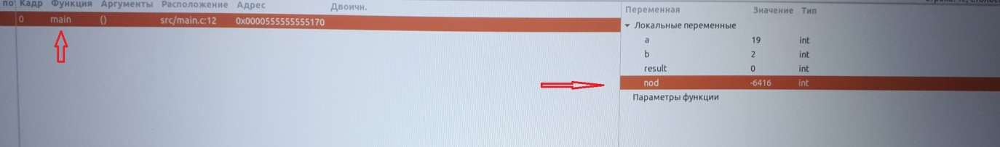 по Кадр Функция Аргументы Расположение Адрес Двоичн.
0 main () src/main.c:12 0x0000555555555170
Переменная Значение Тип
Локальные переменные
a 19 int
b 2 int
result 0 int
nod -6416 int
Параметры функции